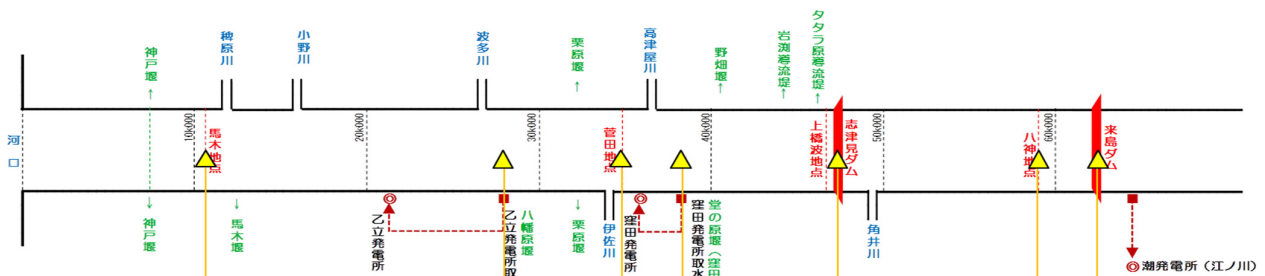 河口
神戸堰
稗原川
小野川
波多川
栗原堰
高津屋川
野畑堰
岩渕導流堤
タタラ原導流堤
10k000
馬木地点
20k000
30k000
菅田地点
40k000
上橋波地点
志津見ダム
50k000
八神地点
60k000
来島ダム
神戸堰
馬木堰
乙立発電所
乙立発電所取
八幡原堰
栗原堰
伊佐川
窪田発電所
窪田発電所取水
堂の原堰(窪田
角井川
潮発電所(江ノ川)